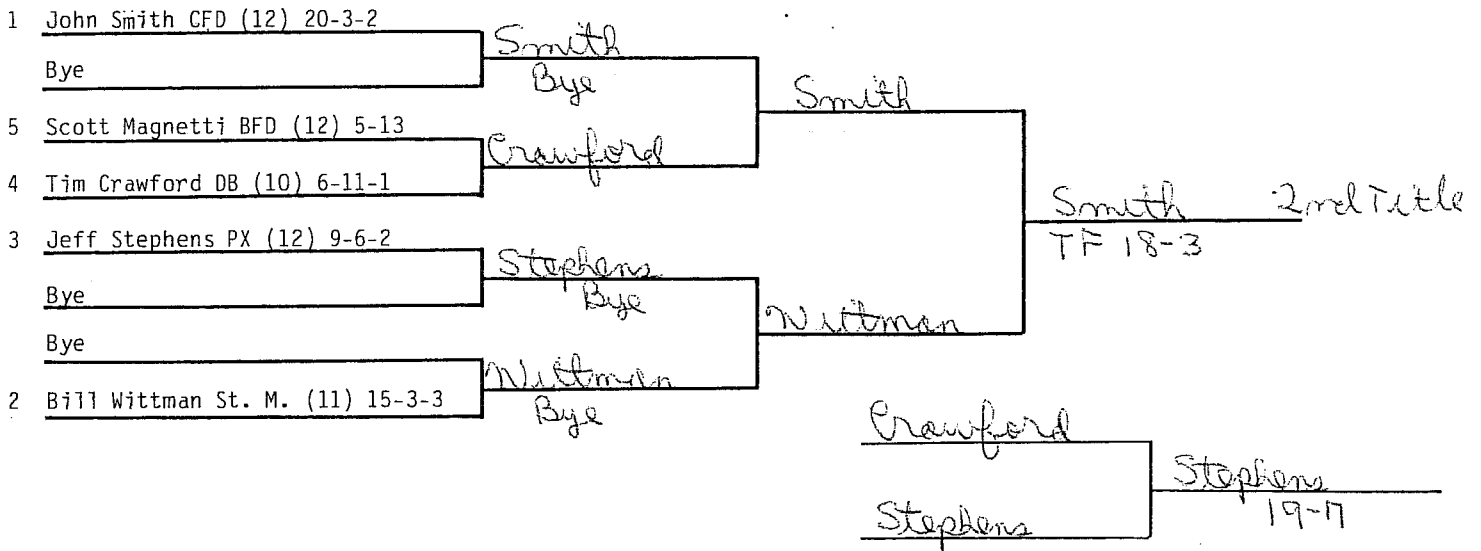 1 John Smith CFD (12) 20-3-2
Smith
Bye
Bye
Smith
5 Scott Magnetti BFD (12) 5-13
Crawford
4 Tim Crawford DB (10) 6-11-1
Smith 2nd Title
TF 18-3
3 Jeff Stephens PX (12) 9-6-2
Stephens
Bye
Bye
Wittman
Bye
Wittman
Bye
2 Bill Wittman St. M. (11) 15-3-3
Crawford
Stephens
19-17
Stephens